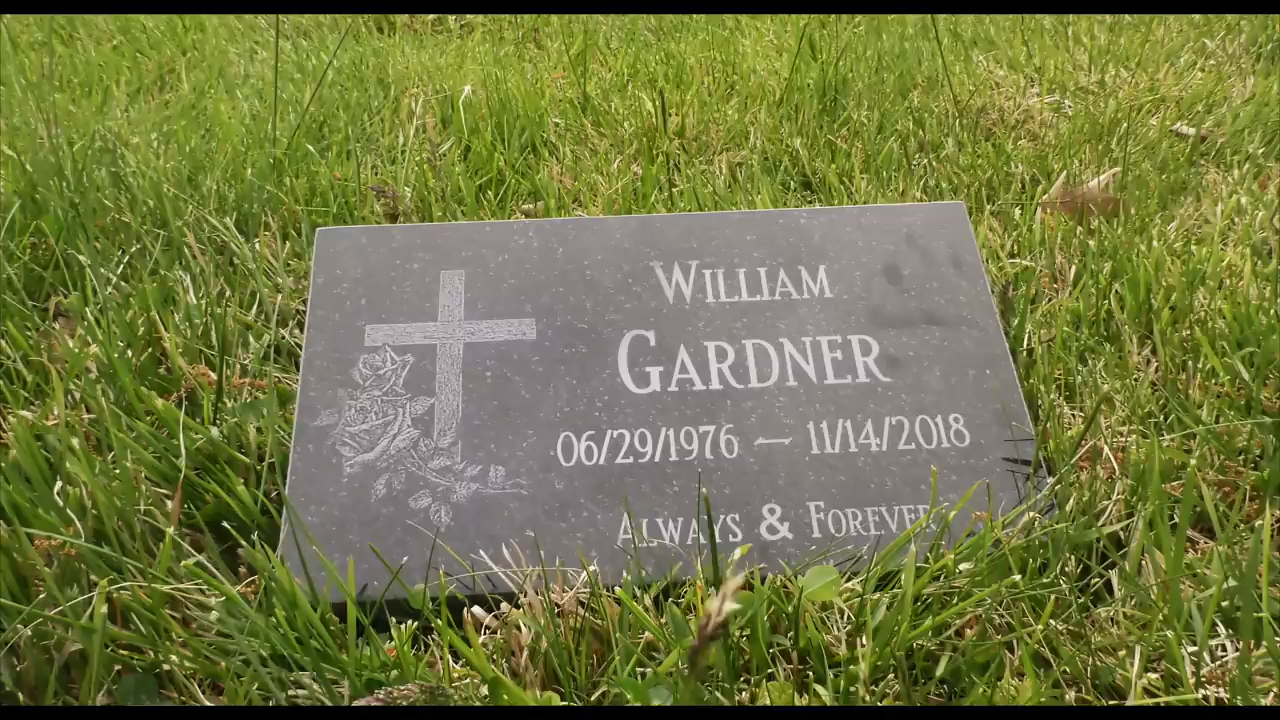 William
Gardner
06/29/1976 — 11/14/2018
Always & Forever